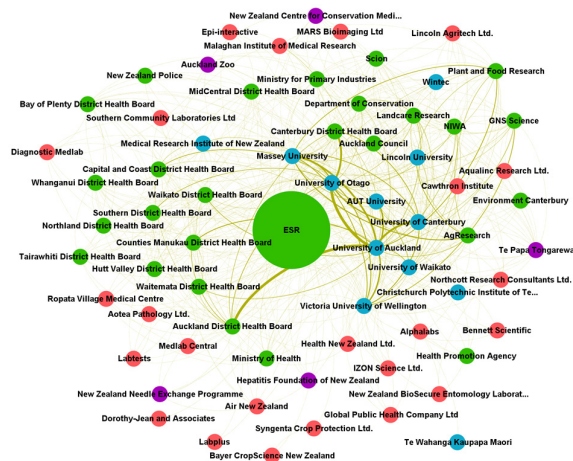 New Zealand Centre for Conservation Medi...
Epi-interactive
MARS Bioimaging Ltd
Lincoln Agritech Ltd.
Malaghan Institute of Medical Research
Auckland Zoo
Scion
New Zealand Police
Ministry for Primary Industries
Plant and Food Research
Wintec
MidCentral District Health Board
Bay of Plenty District Health Board
Department of Conservation
Southern Community Laboratories Ltd
Landcare Research
GNS Science
Canterbury District Health Board
NIWA
Medical Research Institute of New Zealand
Auckland Council
Diagnostic Medlab
Massey University
Lincoln University
Capital and Coast District Health Board
Aqualinc Research Ltd.
Whanganui District Health Board
University of Otago
Cawthron Institute
Waikato District Health Board
AUT University
Environment Canterbury
Southern District Health Board
Northland District Health Board
University of Canterbury
ESR
AgResearch
Counties Manukau District Health Board
University of Auckland
Te Papa Tongarewa
Tairawhiti District Health Board
Hutt Valley District Health Board
University of Waikato
Northcott Research Consultants Ltd.
Waitemata District Health Board
Christchurch Polytechnic Institute of Te...
Ropata Village Medical Centre
Victoria University of Wellington
Aotea Pathology Ltd.
Auckland District Health Board
Alphalabs
Bennett Scientific
Medlab Central
Health New Zealand Ltd.
Labtests
Ministry of Health
Health Promotion Agency
IZON Science Ltd.
Hepatitis Foundation of New Zealand
New Zealand Needle Exchange Programme
New Zealand BioSecure Entomology Laborat...
Air New Zealand
Global Public Health Company Ltd
Dorothy-Jean and Associates
Syngenta Crop Protection Ltd.
Labplus
Te Wahanga Kaupapa Maori
Bayer CropScience New Zealand